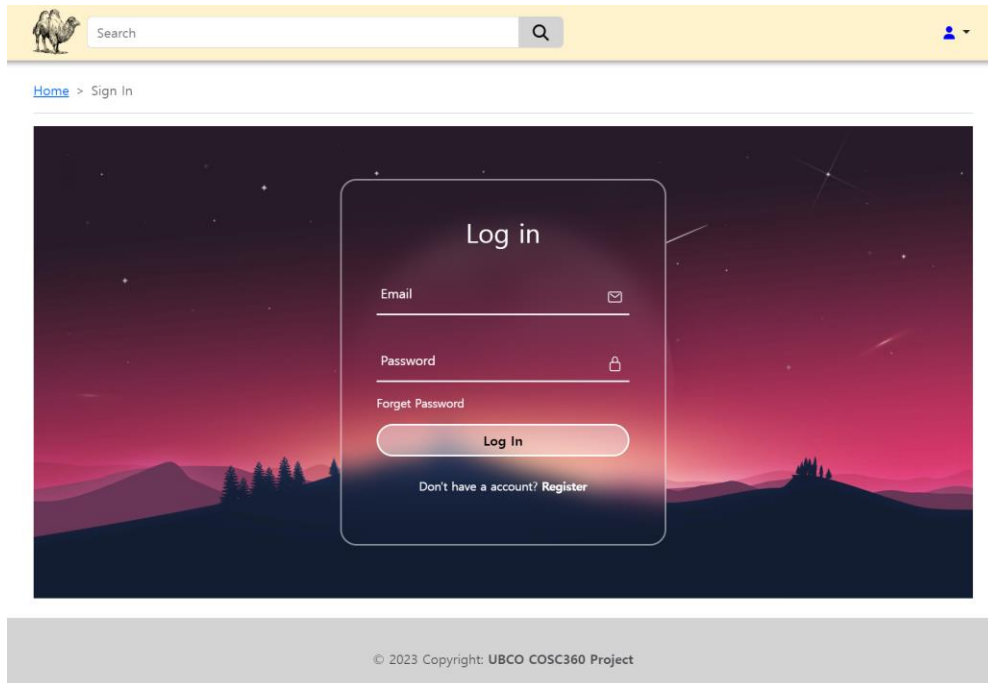 Search
Home > Sign In
Log in
Email
Password
Forget Password
Log In
Don't have a account? Register
© 2023 Copyright: UBCO COSC360 Project